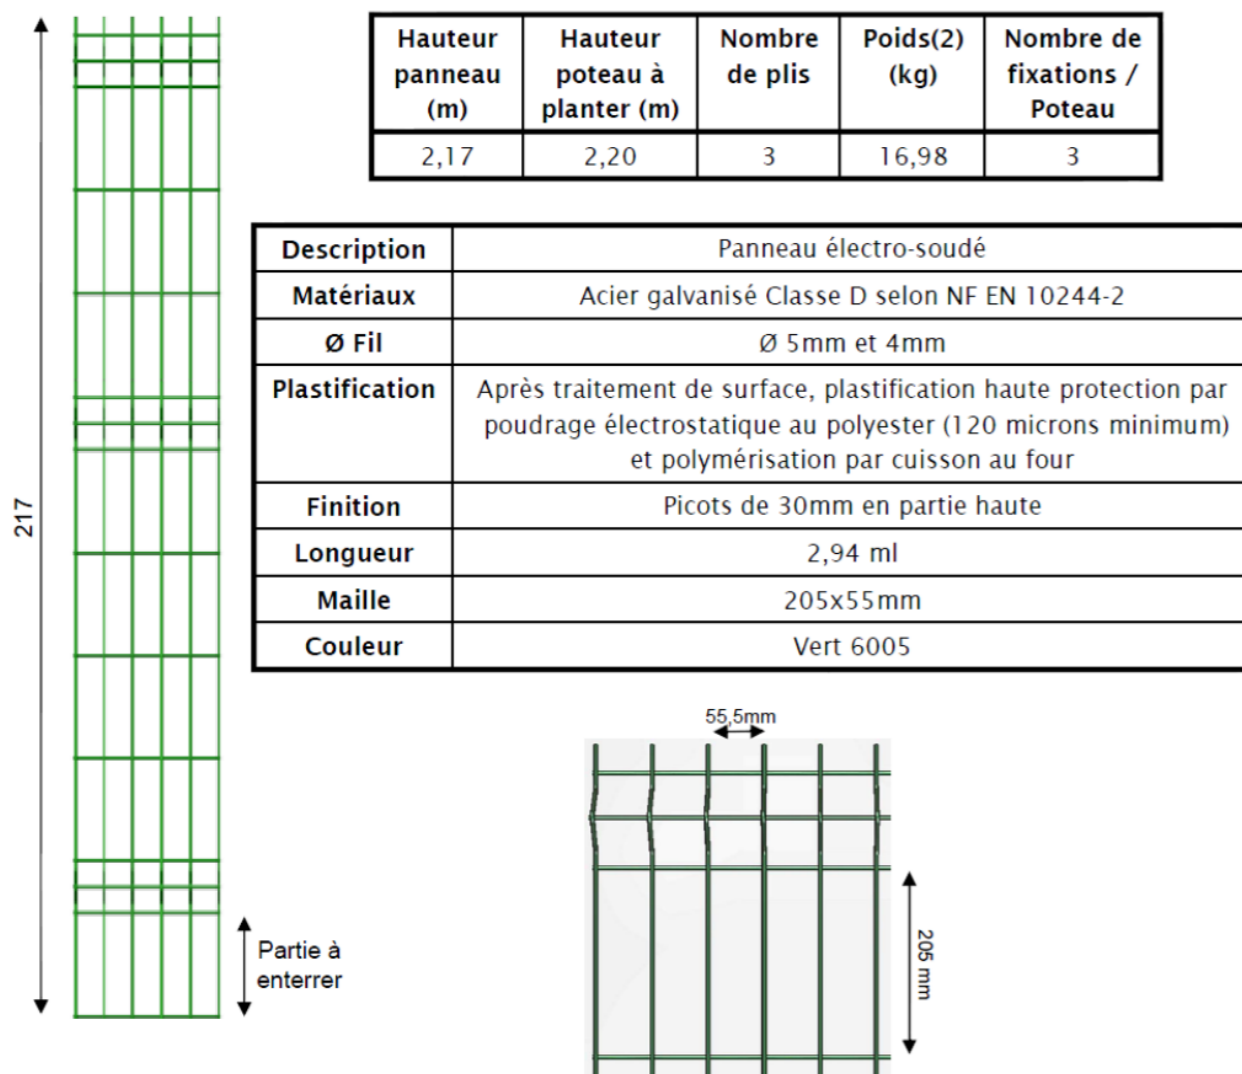 217
Partie à
enterrer
Hauteur panneau (m) Hauteur poteau à planter (m) Nombre de plis Poids(2) (kg) Nombre de fixations / Poteau
2,17 2,20 3 16,98 3
Description Panneau électro-soudé
Matériaux Acier galvanisé Classe D selon NF EN 10244-2
Ø Fil Ø 5mm et 4mm
Plastification Après traitement de surface, plastification haute protection par
poudrage électrostatique au polyester (120 microns minimum)
et polymérisation par cuisson au four
Finition Picots de 30mm en partie haute
Longueur 2,94 ml
Maille 205x55mm
Couleur Vert 6005
55,5mm
205 mm